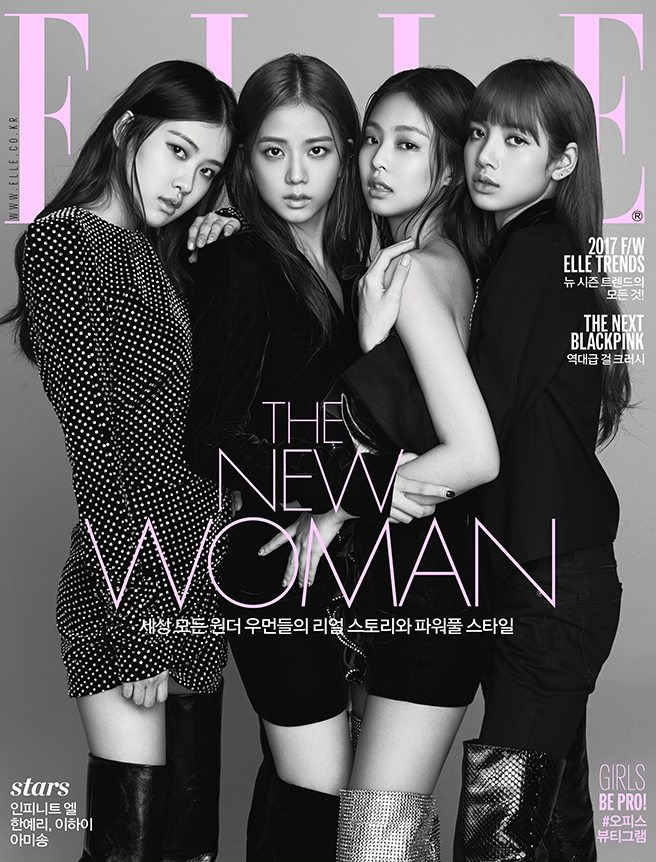 ELLE
WWW.ELLE.CO.KR
®
2017 F/W
ELLE TRENDS
뉴 시즌 트렌드의
모든 것!
THE NEXT
BLACKPINK
역대급 걸 크러시
THE
NEW
WOMAN
세상 모든 원더 우먼들의 리얼 스토리와 파워풀 스타일
stars
인피니트 엘
한예리, 이하이
아미송
GIRLS
BE PRO!
#오피스
뷰티그램